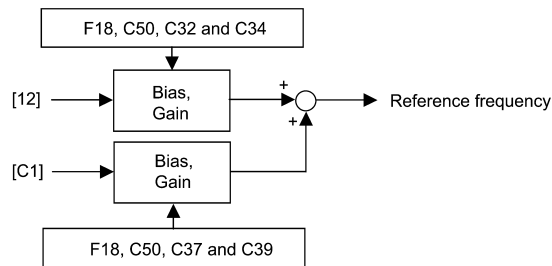 F18, C50, C32 and C34
[12]
Bias,
Gain
+
+
Reference frequency
[C1]
Bias,
Gain
F18, C50, C37 and C39